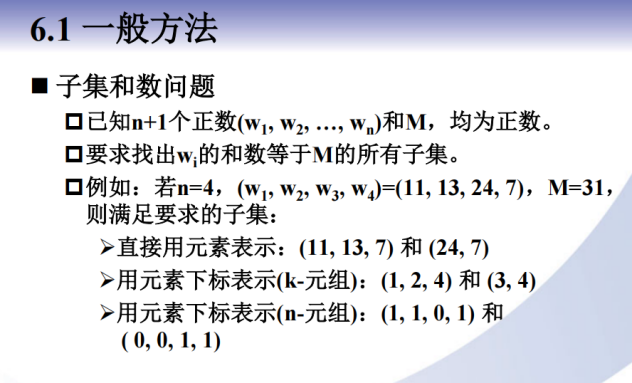 6.1 一般方法
■ 子集和数问题
已知n+1个正数(w₁, w₂, …, wₙ)和M，均为正数。
要求找出wᵢ的和数等于M的所有子集。
例如：若n=4，(w₁, w₂, w₃, w₄)=(11, 13, 24, 7)，M=31，
则满足要求的子集：
➢直接用元素表示：(11, 13, 7) 和 (24, 7)
➢用元素下标表示(k-元组)：(1, 2, 4) 和 (3, 4)
➢用元素下标表示(n-元组)：(1, 1, 0, 1) 和
( 0, 0, 1, 1)